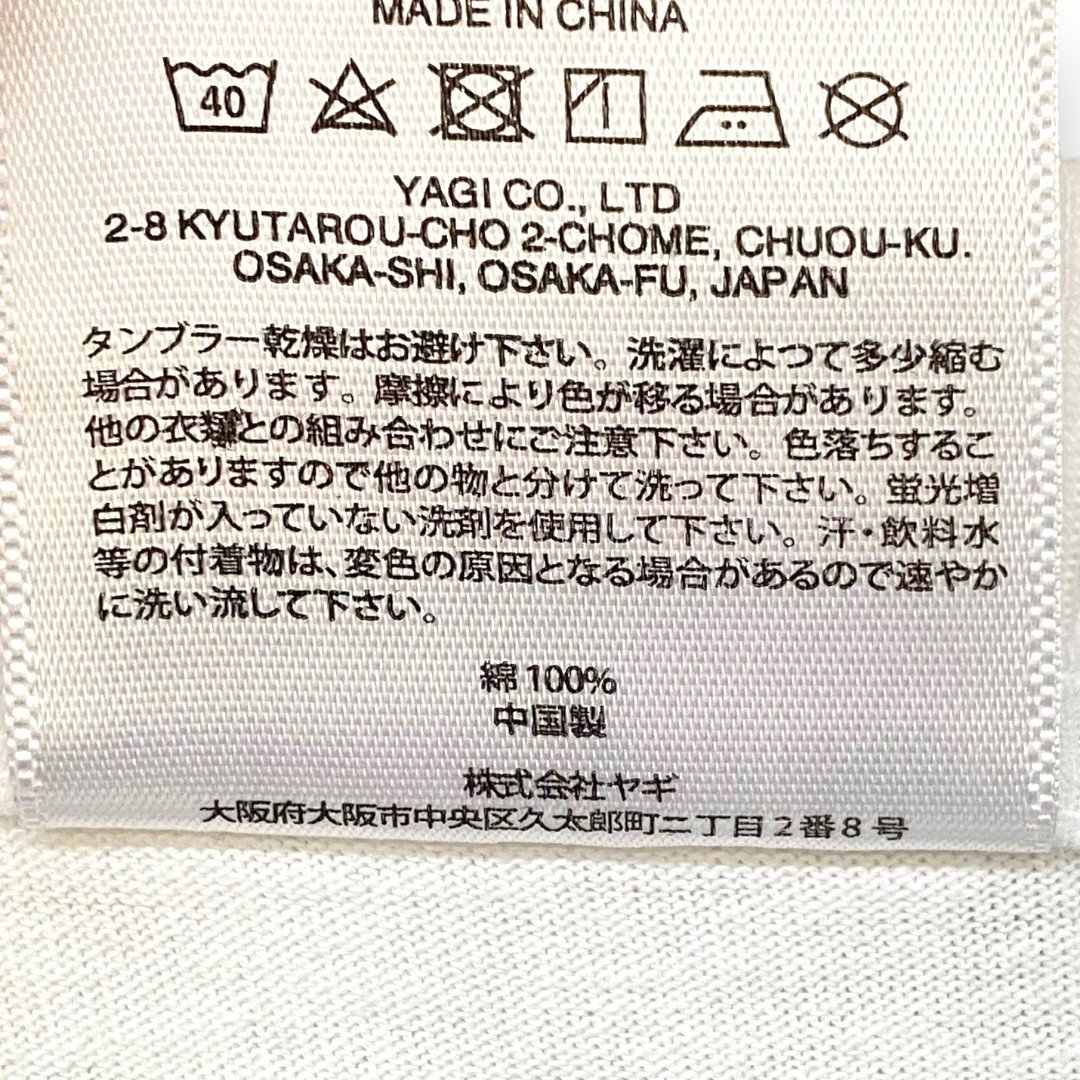 MADE IN CHINA
40
YAGI CO., LTD
2-8 KYUTAROU-CHO 2-CHOME, CHUOU-KU.
OSAKA-SHI, OSAKA-FU, JAPAN
タンブラー乾燥はお避け下さい。洗濯によつて多少縮む
場合があります。摩擦により色が移る場合があります。
他の衣類との組み合わせにご注意下さい。色落ちするこ
とがありますので他の物と分けて洗って下さい。蛍光増
白剤が入っていない洗剤を使用して下さい。汗・飲料水
等の付着物は、変色の原因となる場合があるので速やか
に洗い流して下さい。
綿100%
中国製
株式会社ヤギ
大阪府大阪市中央区久太郎町二丁目2番8号